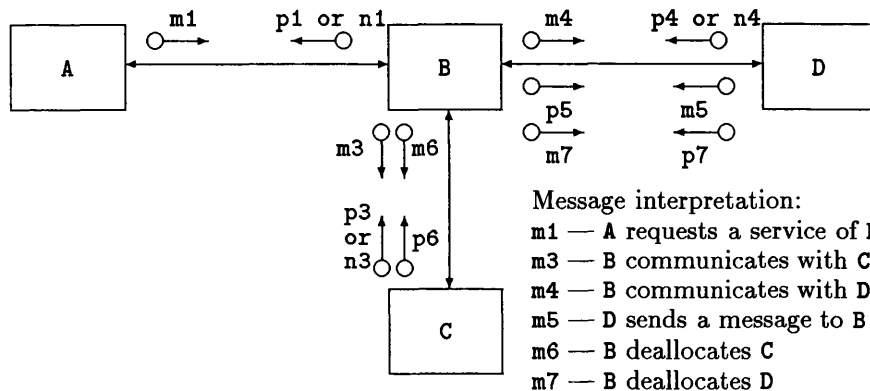 m1 p1 or n1 m4 p4 or n4
A B D
p5 m5
m3 m6 m7 p7
p3
or p6
n3
C
Message interpretation:
m1 — A requests a service of
m3 — B communicates with C
m4 — B communicates with D
m5 — D sends a message to B
m6 — B deallocates C
m7 — B deallocates D